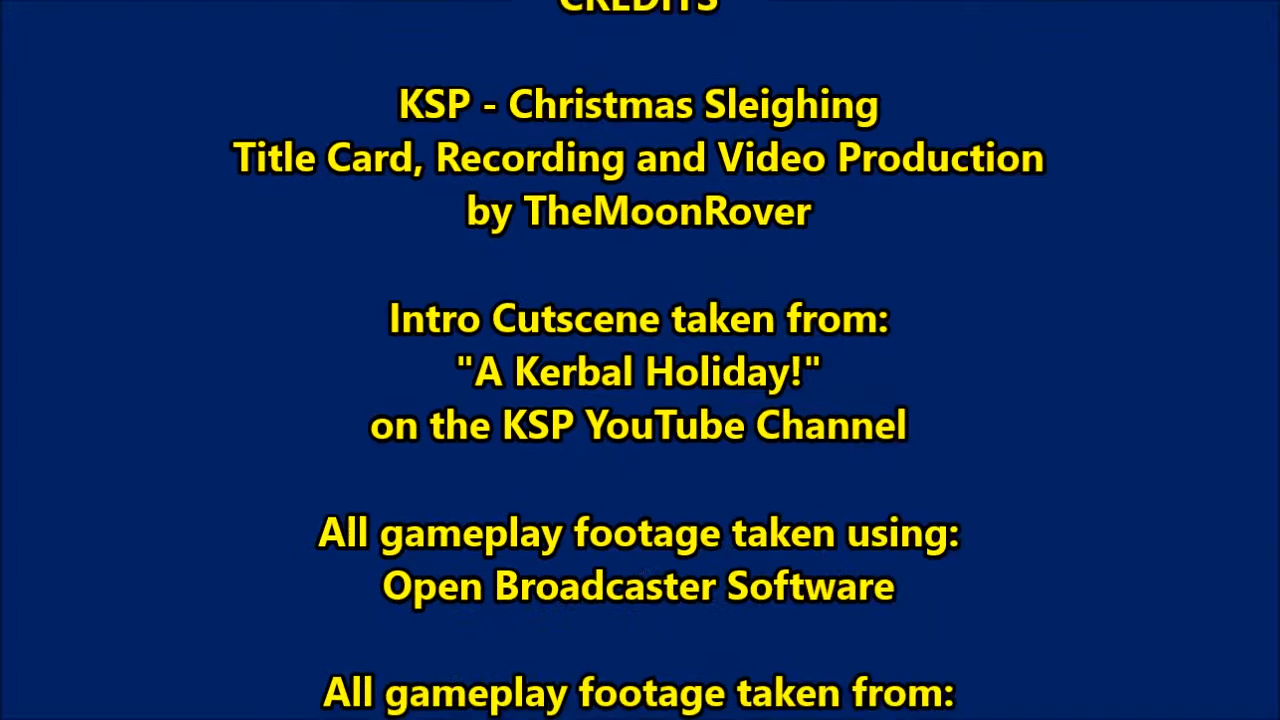 CREDITS
KSP - Christmas Sleighing
Title Card, Recording and Video Production
by TheMoonRover
Intro Cutscene taken from:
"A Kerbal Holiday!"
on the KSP YouTube Channel
All gameplay footage taken using:
Open Broadcaster Software
All gameplay footage taken from: